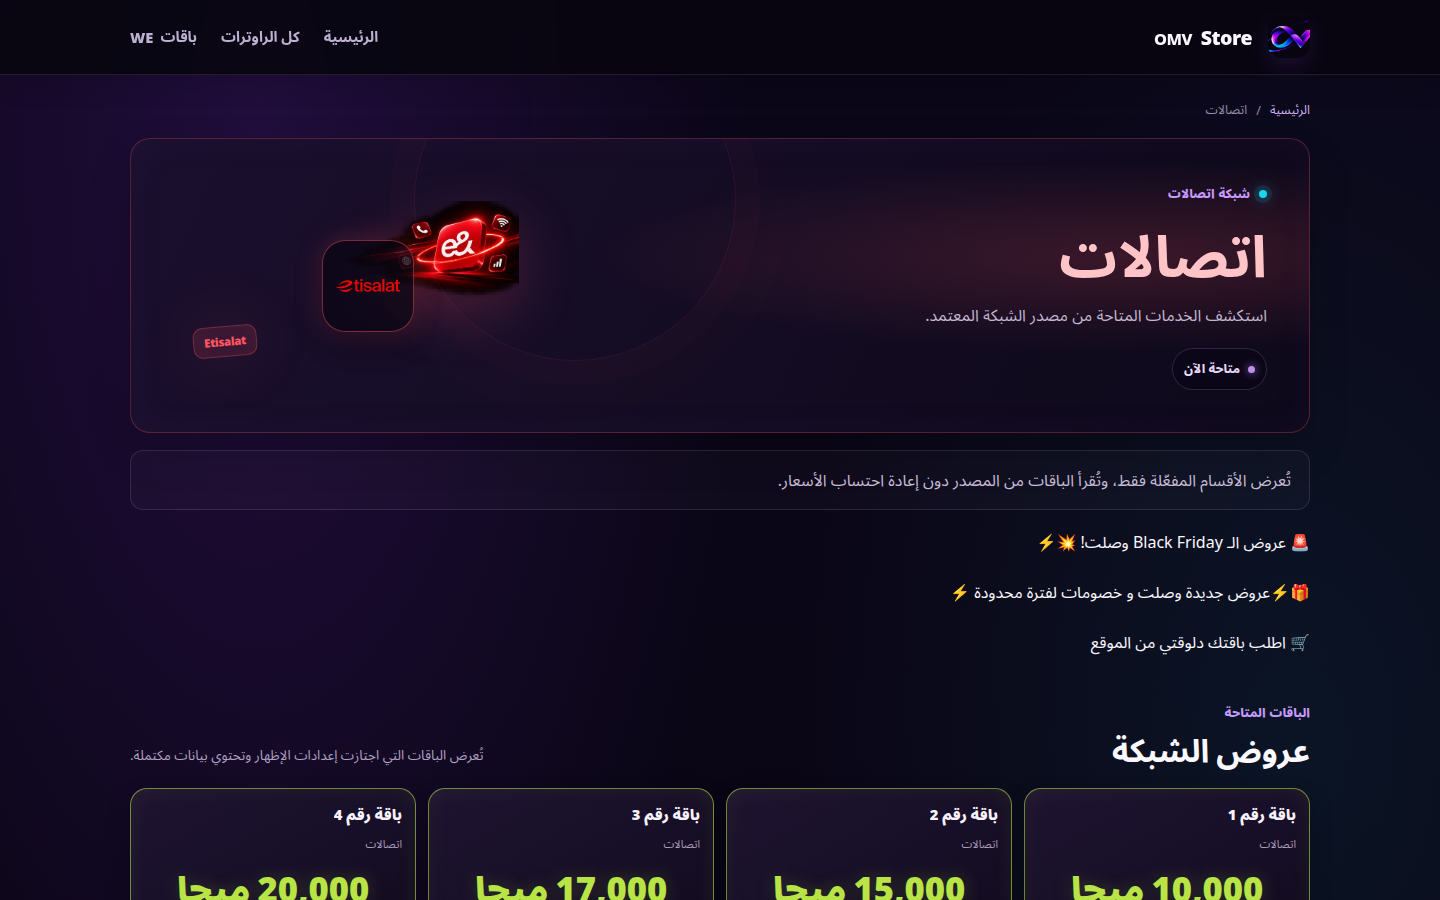 OMV Store
الرئيسية
كل الراوترات
باقات WE
الرئيسية / اتصالات
شبكة اتصالات
اتصالات
استكشف الخدمات المتاحة من مصدر الشبكة المعتمد.
متاحة الآن
e&
etisalat
Etisalat
تُعرض الأقسام المفعّلة فقط، وتُقرأ الباقات من المصدر دون إعادة احتساب الأسعار.
🚨 عروض الـ Black Friday وصلت! 💥⚡
🎁⚡عروض جديدة وصلت و خصومات لفترة محدودة ⚡
🛒 اطلب باقتك دلوقتي من الموقع
الباقات المتاحة
عروض الشبكة
تُعرض الباقات التي اجتازت إعدادات الإظهار وتحتوي بيانات مكتملة.
باقة رقم 1
اتصالات
10,000 ميجا
باقة رقم 2
اتصالات
15,000 ميجا
باقة رقم 3
اتصالات
17,000 ميجا
باقة رقم 4
اتصالات
20,000 ميجا